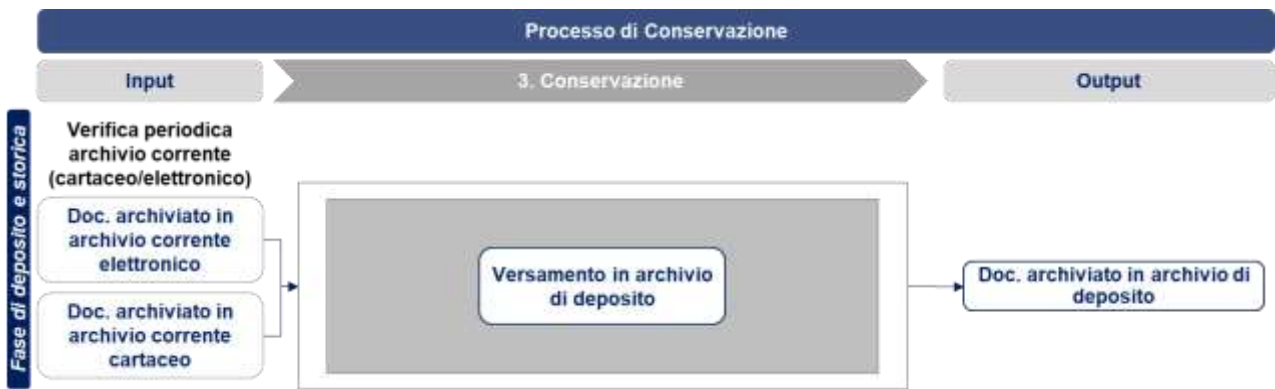 Processo di Conservazione
Input
3. Conservazione
Output
Fase di deposito e storica
Verifica periodica
archivio corrente
(cartaceo/elettronico)
Doc. archiviato in
archivio corrente
elettronico
Doc. archiviato in
archivio corrente
cartaceo
Versamento in archivio
di deposito
Doc. archiviato in archivio di
deposito